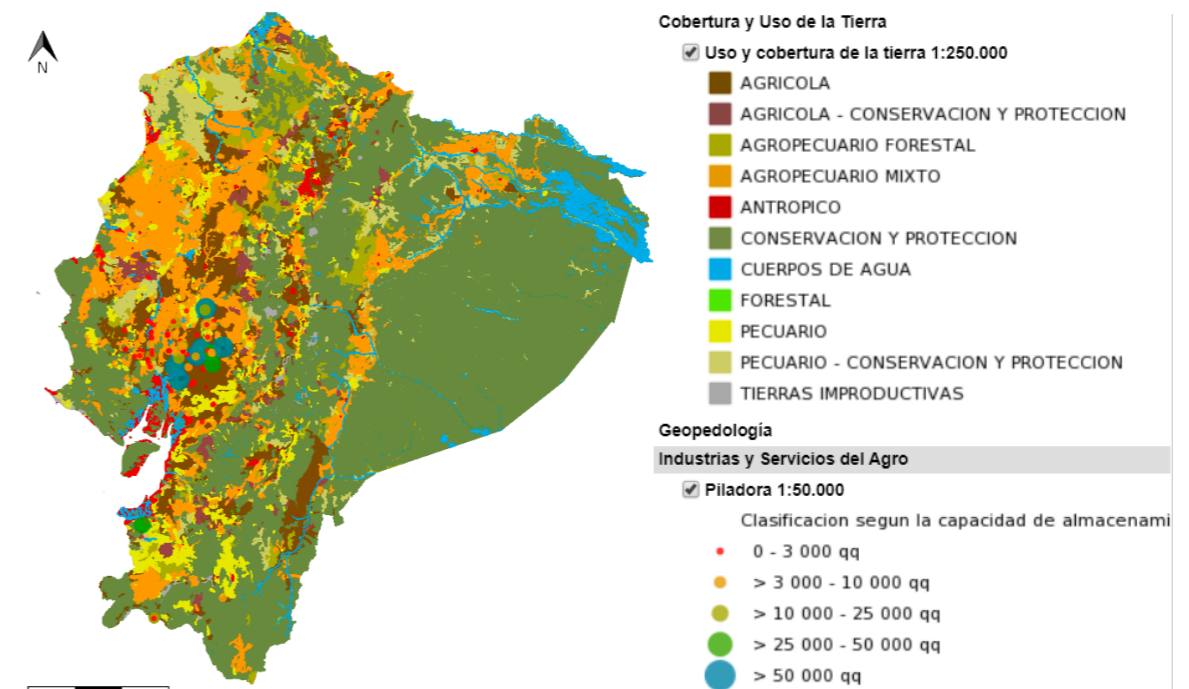 N
Cobertura y Uso de la Tierra
Uso y cobertura de la tierra 1:250.000
AGRICOLA
AGRICOLA - CONSERVACION Y PROTECCION
AGROPECUARIO FORESTAL
AGROPECUARIO MIXTO
ANTROPICO
CONSERVACION Y PROTECCION
CUERPOS DE AGUA
FORESTAL
PECUARIO
PECUARIO - CONSERVACION Y PROTECCION
TIERRAS IMPRODUCTIVAS
Geopedología
Industrias y Servicios del Agro
Piladora 1:50.000
Clasificacion segun la capacidad de almacenami
0 - 3 000 qq
> 3 000 - 10 000 qq
> 10 000 - 25 000 qq
> 25 000 - 50 000 qq
> 50 000 qq